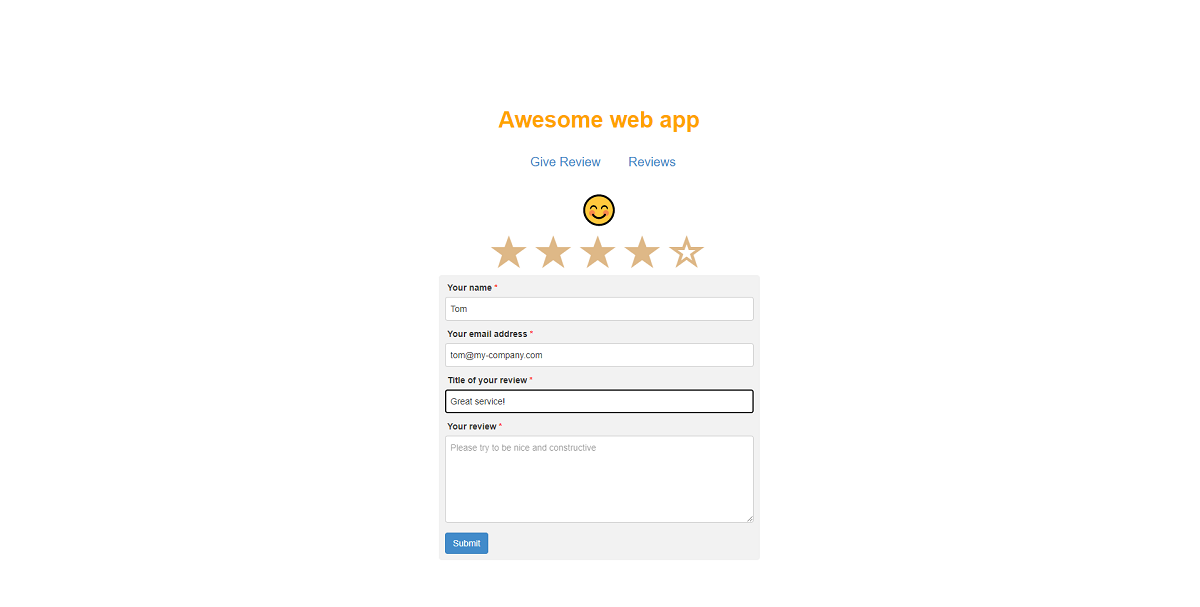 Awesome web app
Give Review Reviews
Your name *
Tom
Your email address *
tom@my-company.com
Title of your review *
Great service!
Your review *
Please try to be nice and constructive
Submit